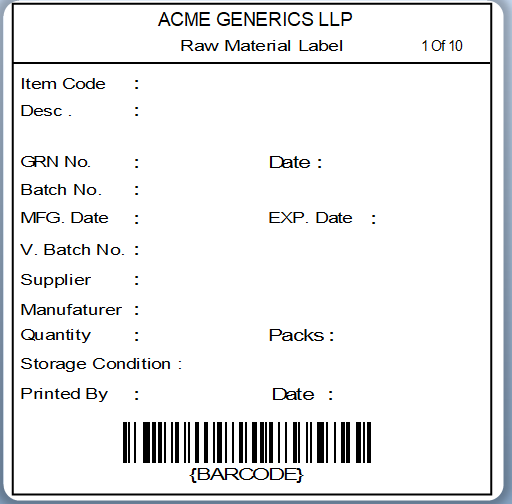 ACME GENERICS LLP
Raw Material Label 1 Of 10
Item Code :
Desc . :
GRN No. : Date :
Batch No. :
MFG. Date : EXP. Date :
V. Batch No. :
Supplier :
Manufaturer :
Quantity : Packs :
Storage Condition :
Printed By : Date :
{BARCODE}